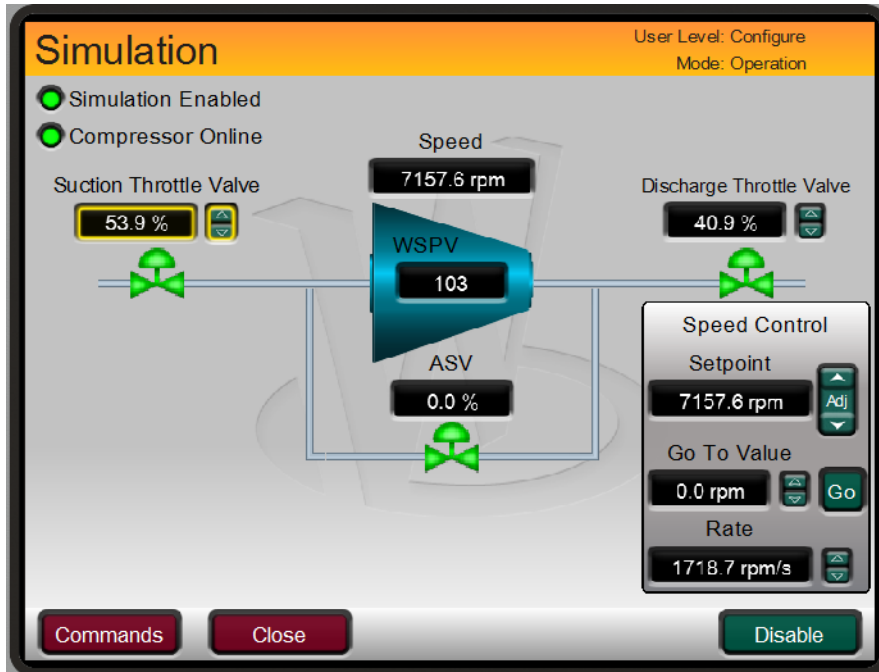 Simulation
User Level: Configure
Mode: Operation
Simulation Enabled
Compressor Online
Speed
7157.6 rpm
Suction Throttle Valve
53.9 %
Discharge Throttle Valve
40.9 %
WSPV
103
ASV
0.0 %
Speed Control
Setpoint
7157.6 rpm
Adj
Go To Value
0.0 rpm
Go
Rate
1718.7 rpm/s
Commands
Close
Disable